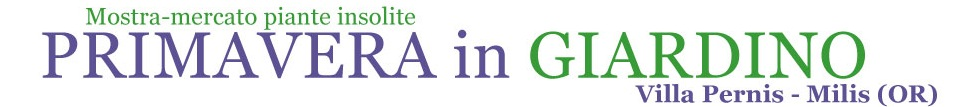 Mostra-mercato piante insolite
PRIMAVERA in GIARDINO
Villa Pernis - Milis (OR)